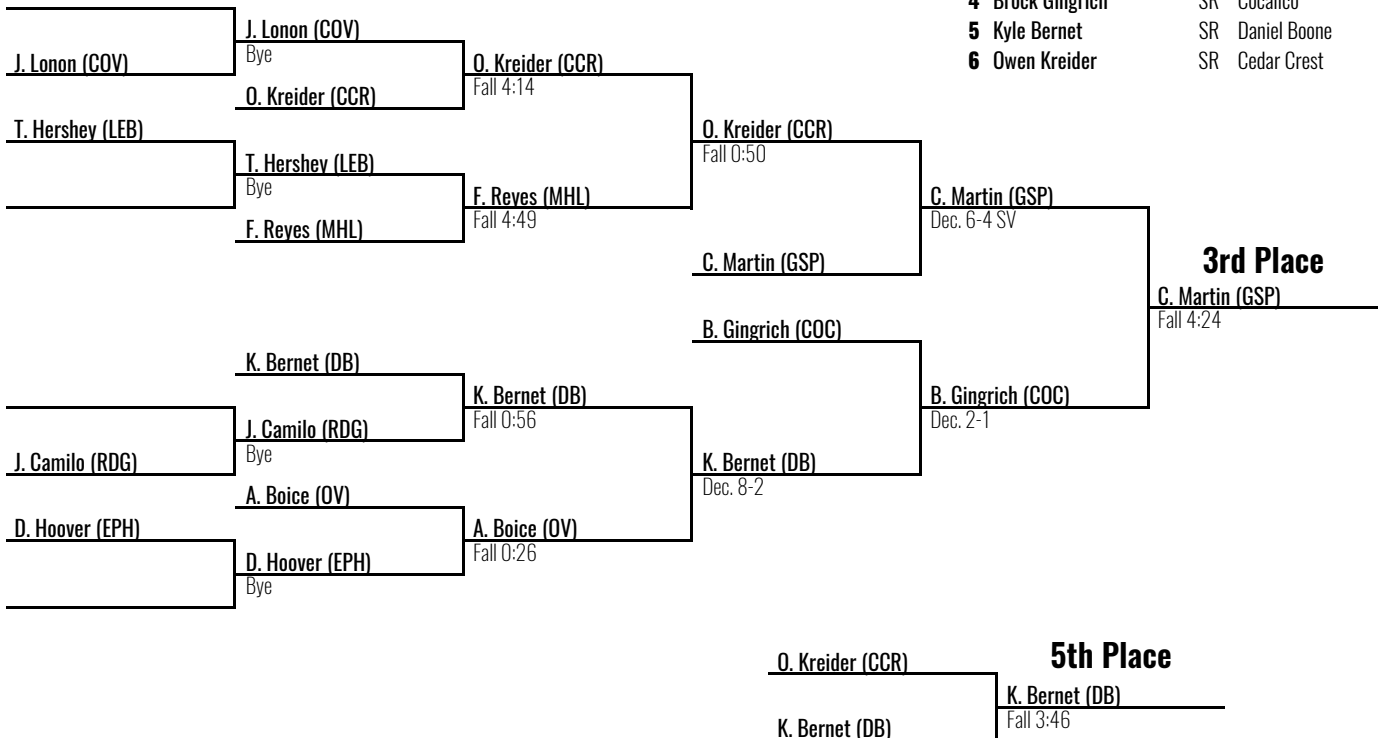 4 Brock Gingrich SR Cocalico
5 Kyle Bernet SR Daniel Boone
6 Owen Kreider SR Cedar Crest
J. Lonon (COV)
J. Lonon (COV)
Bye
O. Kreider (CCR)
O. Kreider (CCR)
Fall 4:14
T. Hershey (LEB)
T. Hershey (LEB)
Bye
F. Reyes (MHL)
F. Reyes (MHL)
Fall 4:49
O. Kreider (CCR)
Fall 0:50
C. Martin (GSP)
C. Martin (GSP)
Dec. 6-4 SV
3rd Place
C. Martin (GSP)
Fall 4:24
B. Gingrich (COC)
B. Gingrich (COC)
Dec. 2-1
K. Bernet (DB)
K. Bernet (DB)
Fall 0:56
J. Camilo (RDG)
Bye
J. Camilo (RDG)
K. Bernet (DB)
Dec. 8-2
A. Boice (OV)
A. Boice (OV)
Fall 0:26
D. Hoover (EPH)
D. Hoover (EPH)
Bye
5th Place
O. Kreider (CCR)
K. Bernet (DB)
Fall 3:46
K. Bernet (DB)